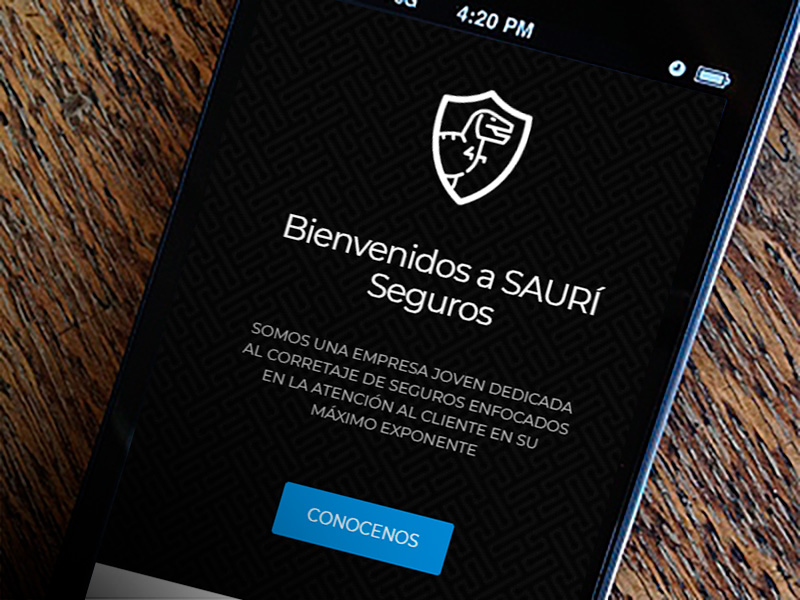 4:20 PM
Bienvenidos a SAURÍ
Seguros
SOMOS UNA EMPRESA JOVEN DEDICADA
AL CORRETAJE DE SEGUROS ENFOCADOS
EN LA ATENCIÓN AL CLIENTE EN SU
MÁXIMO EXPONENTE
CONOCENOS